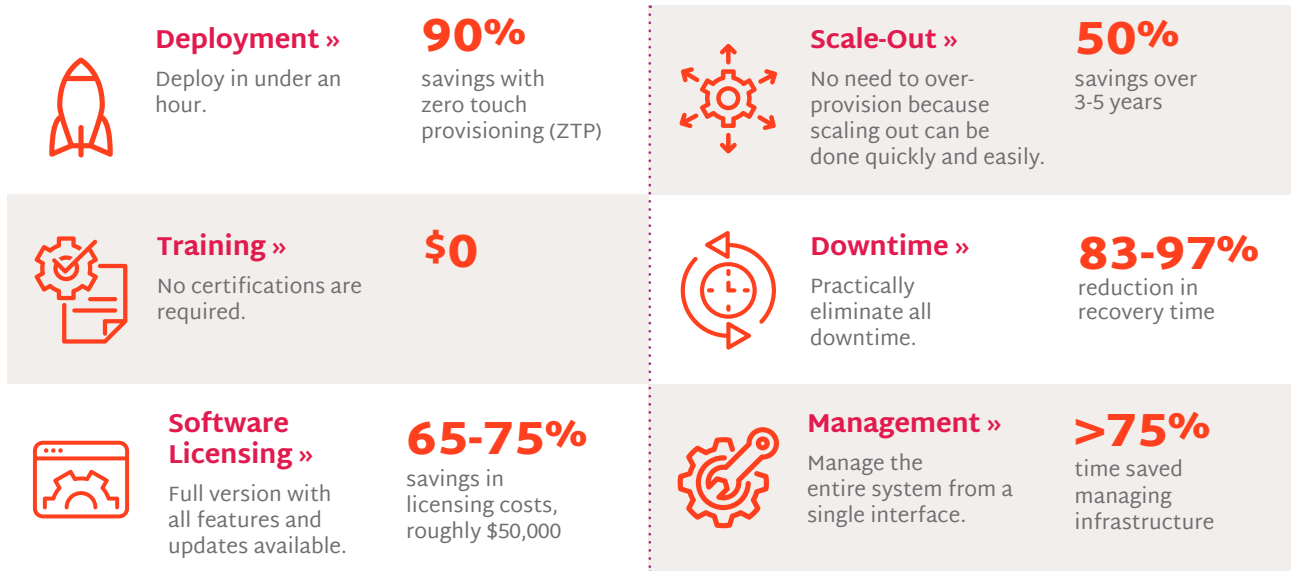 Deployment »
Deploy in under an
hour.
90%
savings with
zero touch
provisioning (ZTP)
Scale-Out »
No need to over-
provision because
scaling out can be
done quickly and easily.
50%
savings over
3-5 years
Training »
No certifications are
required.
$0
Downtime »
Practically
eliminate all
downtime.
83-97%
reduction in
recovery time
Software
Licensing »
Full version with
all features and
updates available.
65-75%
savings in
licensing costs,
roughly $50,000
Management »
Manage the
entire system from a
single interface.
>75%
time saved
managing
infrastructure